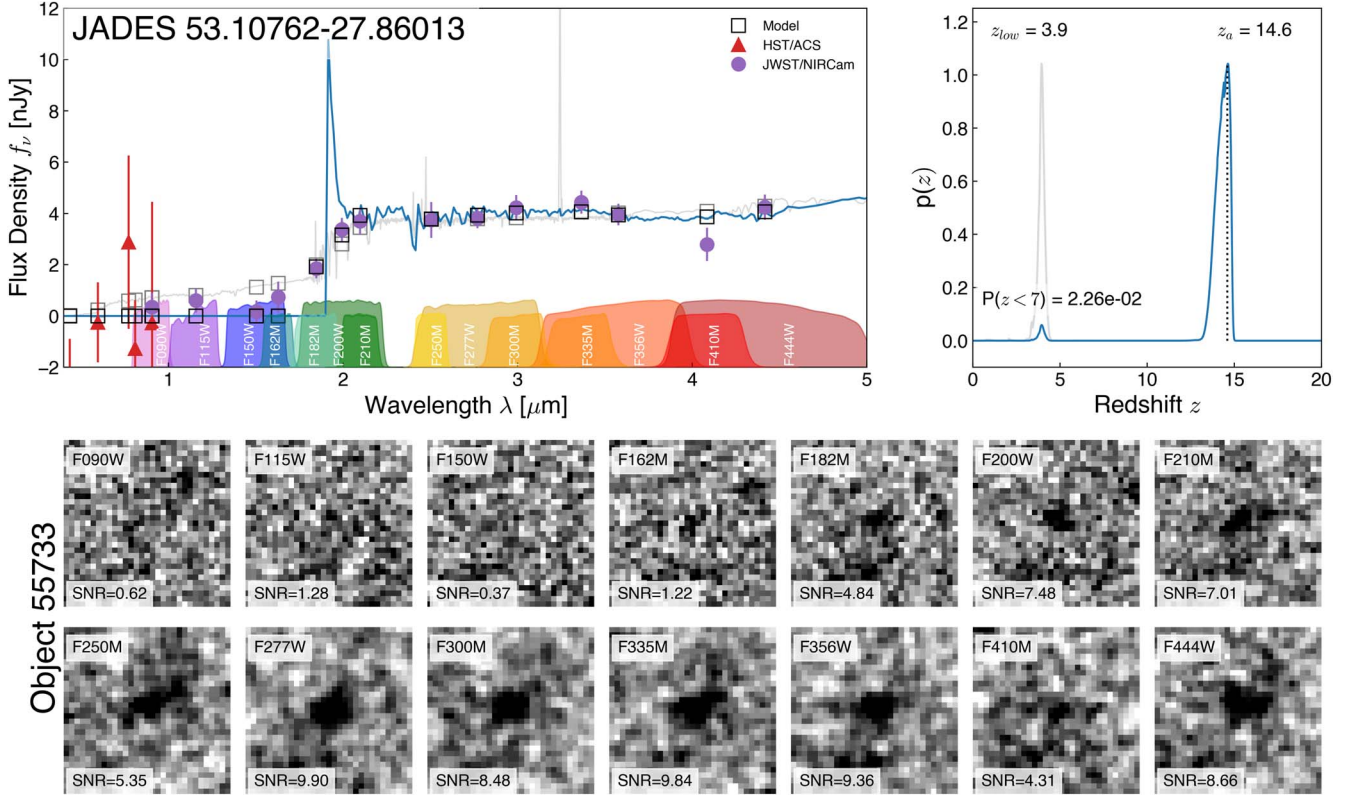 JADES 53.10762-27.86013
Model
HST/ACS
JWST/NIRCam
Flux Density f_ν [nJy]
12
10
8
6
4
2
0
−2
F090W
F115W
F150W
F162M
F182M
F200W
F210M
F250M
F277W
F300M
F335M
F356W
F410M
F444W
1
2
3
4
5
Wavelength λ [μm]
z_low = 3.9
z_a = 14.6
P(z < 7) = 2.26e-02
p(z)
1.2
1.0
0.8
0.6
0.4
0.2
0.0
0
5
10
15
20
Redshift z
Object 55733
F090W
SNR=0.62
F115W
SNR=1.28
F150W
SNR=0.37
F162M
SNR=1.22
F182M
SNR=4.84
F200W
SNR=7.48
F210M
SNR=7.01
F250M
SNR=5.35
F277W
SNR=9.90
F300M
SNR=8.48
F335M
SNR=9.84
F356W
SNR=9.36
F410M
SNR=4.31
F444W
SNR=8.66